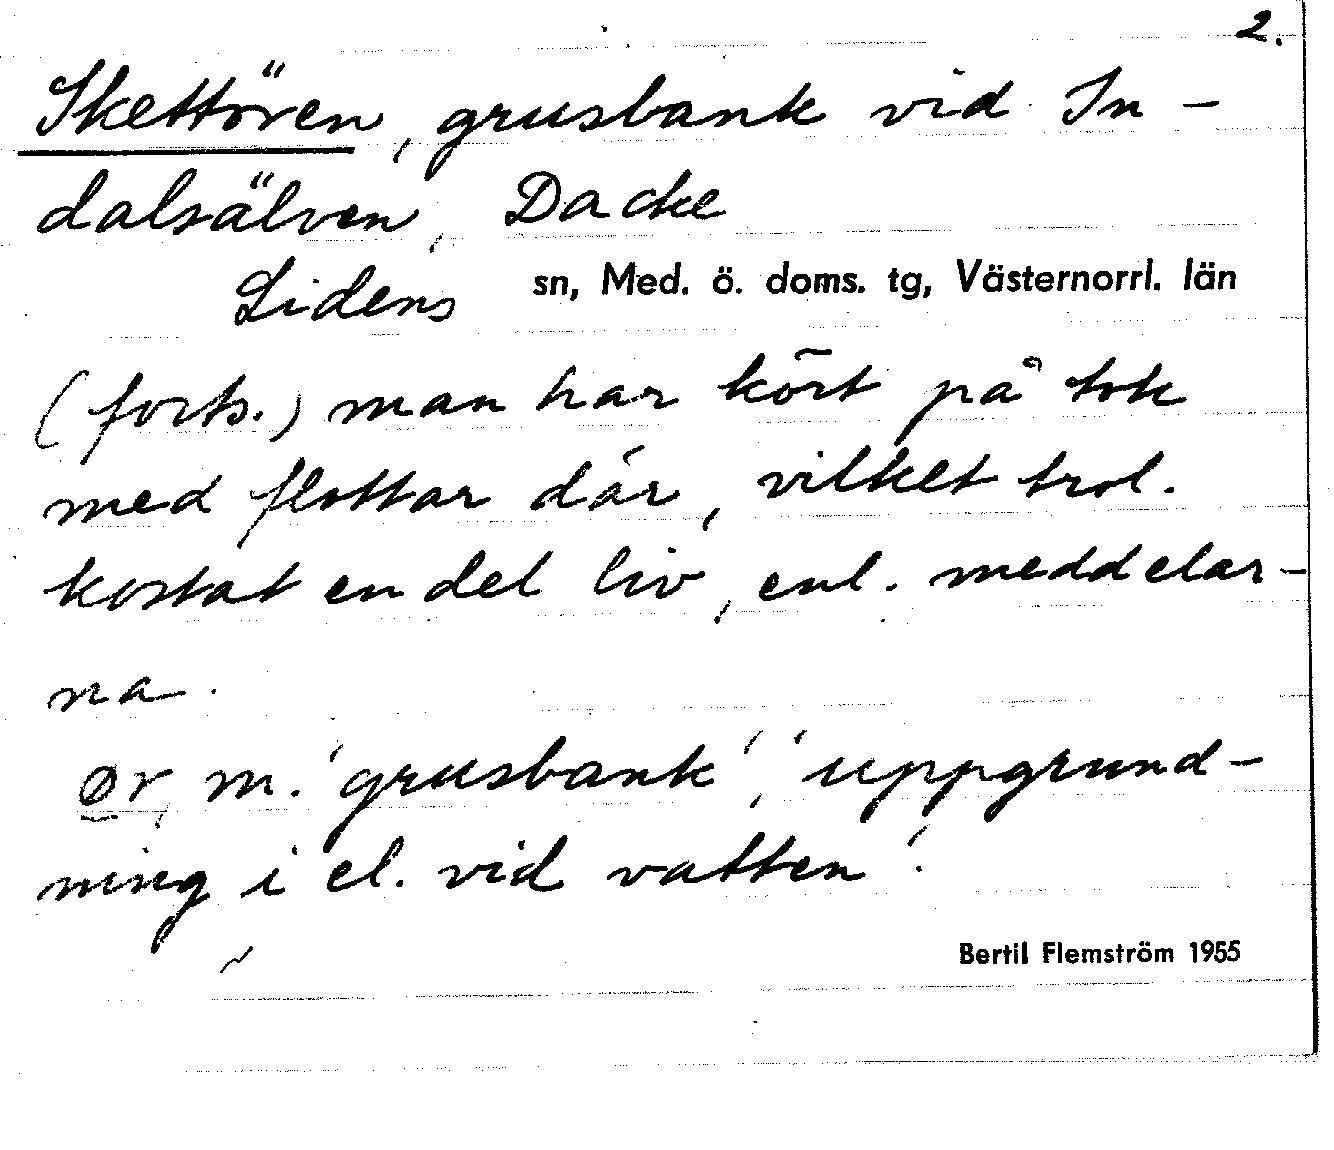 2.
Skettören, grusbank vid In-
dalsälven, Dacke
Lidens sn, Med. ö. doms. tg, Västernorrl. län
(forts.) man har kört på tok
med flottar där, vilket trol.
kostat en del liv, enl. meddelar-
na.
ør, m. 'grusbank', 'uppgrund-
ning i el. vid vatten'.
Bertil Flemström 1955